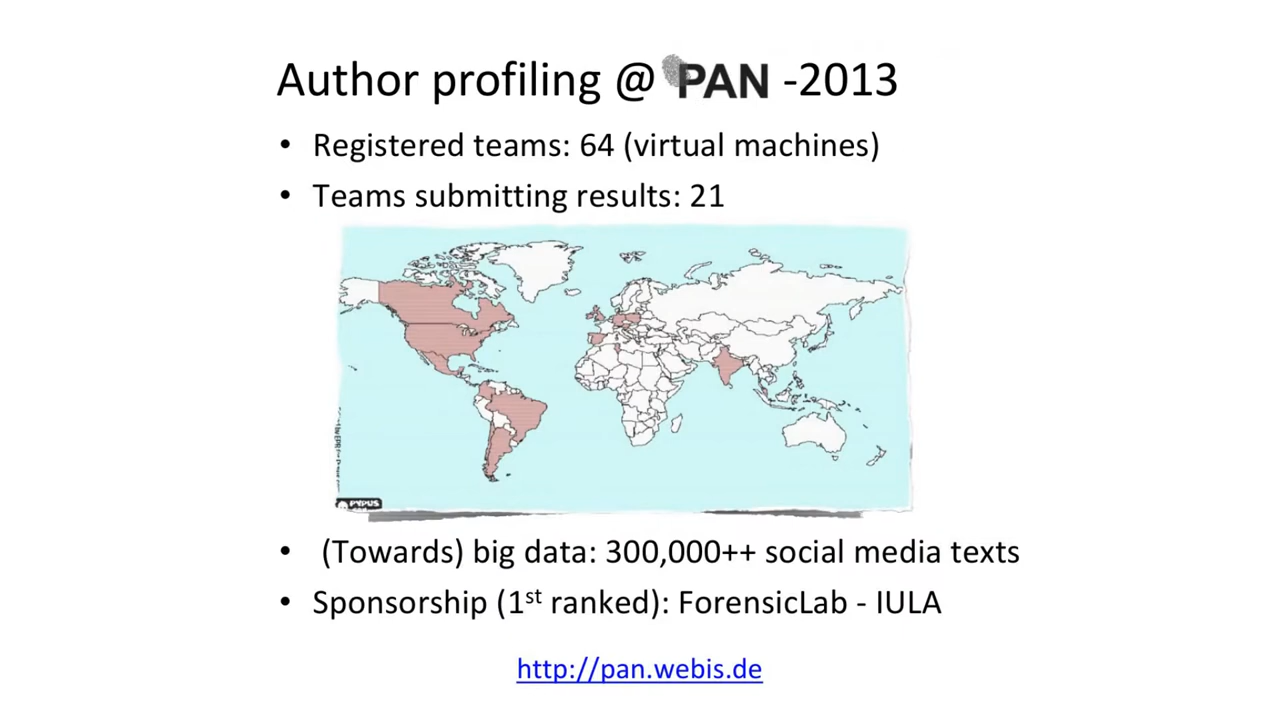 Author profiling @ PAN -2013
• Registered teams: 64 (virtual machines)
• Teams submitting results: 21
PYPUS
• (Towards) big data: 300,000++ social media texts
• Sponsorship (1st ranked): ForensicLab - IULA
http://pan.webis.de